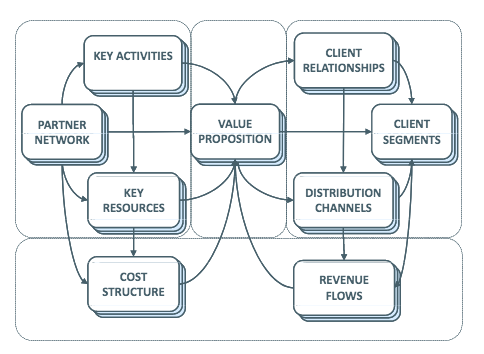 KEY ACTIVITIES
CLIENT
RELATIONSHIPS
PARTNER
NETWORK
VALUE
PROPOSITION
CLIENT
SEGMENTS
KEY
RESOURCES
DISTRIBUTION
CHANNELS
COST
STRUCTURE
REVENUE
FLOWS